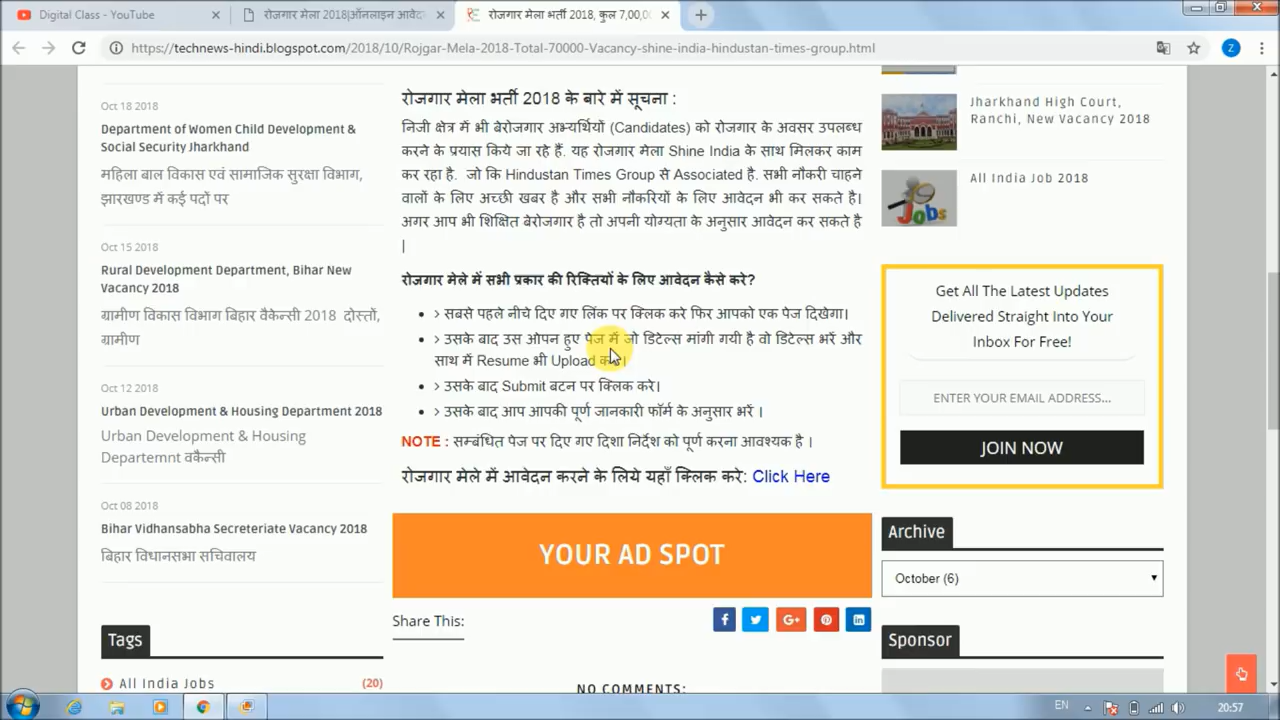 Digital Class - YouTube
रोजगार मेला 2018|ऑनलाइन आवेद
रोजगार मेला भर्ती 2018, कुल 7,00,0
https://technews-hindi.blogspot.com/2018/10/Rojgar-Mela-2018-Total-70000-Vacancy-shine-india-hindustan-times-group.html
Z
Oct 18 2018
Department of Women Child Development &
Social Security Jharkhand
महिला बाल विकास एवं सामाजिक सुरक्षा विभाग,
झारखण्ड में कई पदों पर
Oct 15 2018
Rural Development Department, Bihar New
Vacancy 2018
ग्रामीण विकास विभाग बिहार वैकेन्सी 2018 दोस्तों,
ग्रामीण
Oct 12 2018
Urban Development & Housing Department 2018
Urban Development & Housing
Departemnt वकैन्सी
Oct 08 2018
Bihar Vidhansabha Secreteriate Vacancy 2018
बिहार विधानसभा सचिवालय
Tags
All India Jobs (20)
रोजगार मेला भर्ती 2018 के बारे में सूचना :
निजी क्षेत्र में भी बेरोजगार अभ्यर्थियों (Candidates) को रोजगार के अवसर उपलब्ध
करने के प्रयास किये जा रहे हैं. यह रोजगार मेला Shine India के साथ मिलकर काम
कर रहा है. जो कि Hindustan Times Group से Associated है. सभी नौकरी चाहने
वालों के लिए अच्छी खबर है और सभी नौकरियों के लिए आवेदन भी कर सकते है।
अगर आप भी शिक्षित बेरोजगार है तो अपनी योग्यता के अनुसार आवेदन कर सकते है
|
रोजगार मेले में सभी प्रकार की रिक्तियों के लिए आवेदन कैसे करे?
• > सबसे पहले नीचे दिए गए लिंक पर क्लिक करे फिर आपको एक पेज दिखेगा।
• > उसके बाद उस ओपन हुए पेज में जो डिटेल्स मांगी गयी है वो डिटेल्स भरें और
साथ में Resume भी Upload करे।
• > उसके बाद Submit बटन पर क्लिक करे।
• > उसके बाद आप आपकी पूर्ण जानकारी फॉर्म के अनुसार भरें ।
NOTE : सम्बंधित पेज पर दिए गए दिशा निर्देश को पूर्ण करना आवश्यक है ।
रोजगार मेले में आवेदन करने के लिये यहाँ क्लिक करे: Click Here
YOUR AD SPOT
Share This:
NO COMMENTS:
Jharkhand High Court,
Ranchi, New Vacancy 2018
Jobs
All India Job 2018
Get All The Latest Updates
Delivered Straight Into Your
Inbox For Free!
ENTER YOUR EMAIL ADDRESS...
JOIN NOW
Archive
October (6)
Sponsor
EN
20:57